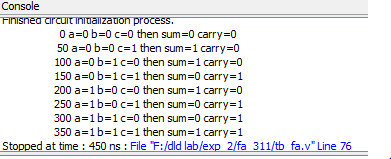 Console
Finished circuit initialization process.
0 a=0 b=0 c=0 then sum=0 carry=0
50 a=0 b=0 c=1 then sum=1 carry=0
100 a=0 b=1 c=0 then sum=1 carry=0
150 a=0 b=1 c=1 then sum=0 carry=1
200 a=1 b=0 c=0 then sum=1 carry=0
250 a=1 b=0 c=1 then sum=0 carry=1
300 a=1 b=1 c=0 then sum=0 carry=1
350 a=1 b=1 c=1 then sum=1 carry=1
Stopped at time : 450 ns : File "F:/dld lab/exp_2/fa_311/tb_fa.v" Line 76